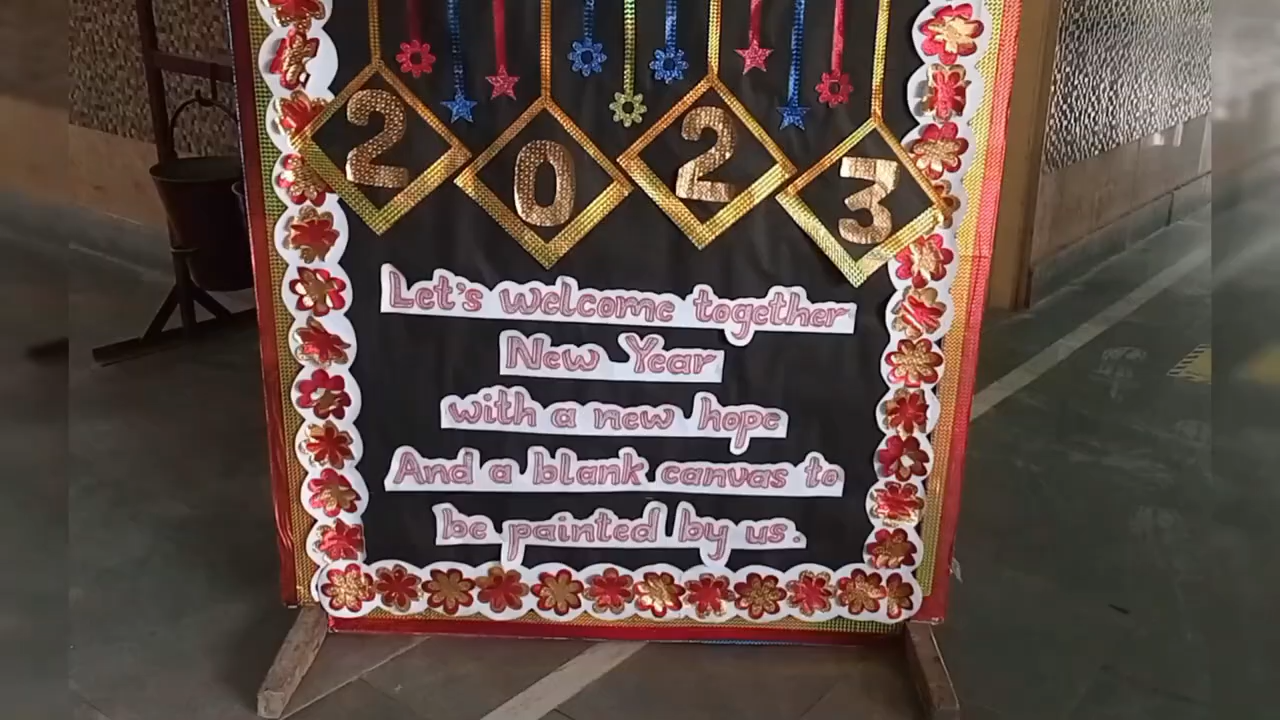 2023
Let's welcome together
New Year
with a new hope
And a blank canvas to
be painted by us.